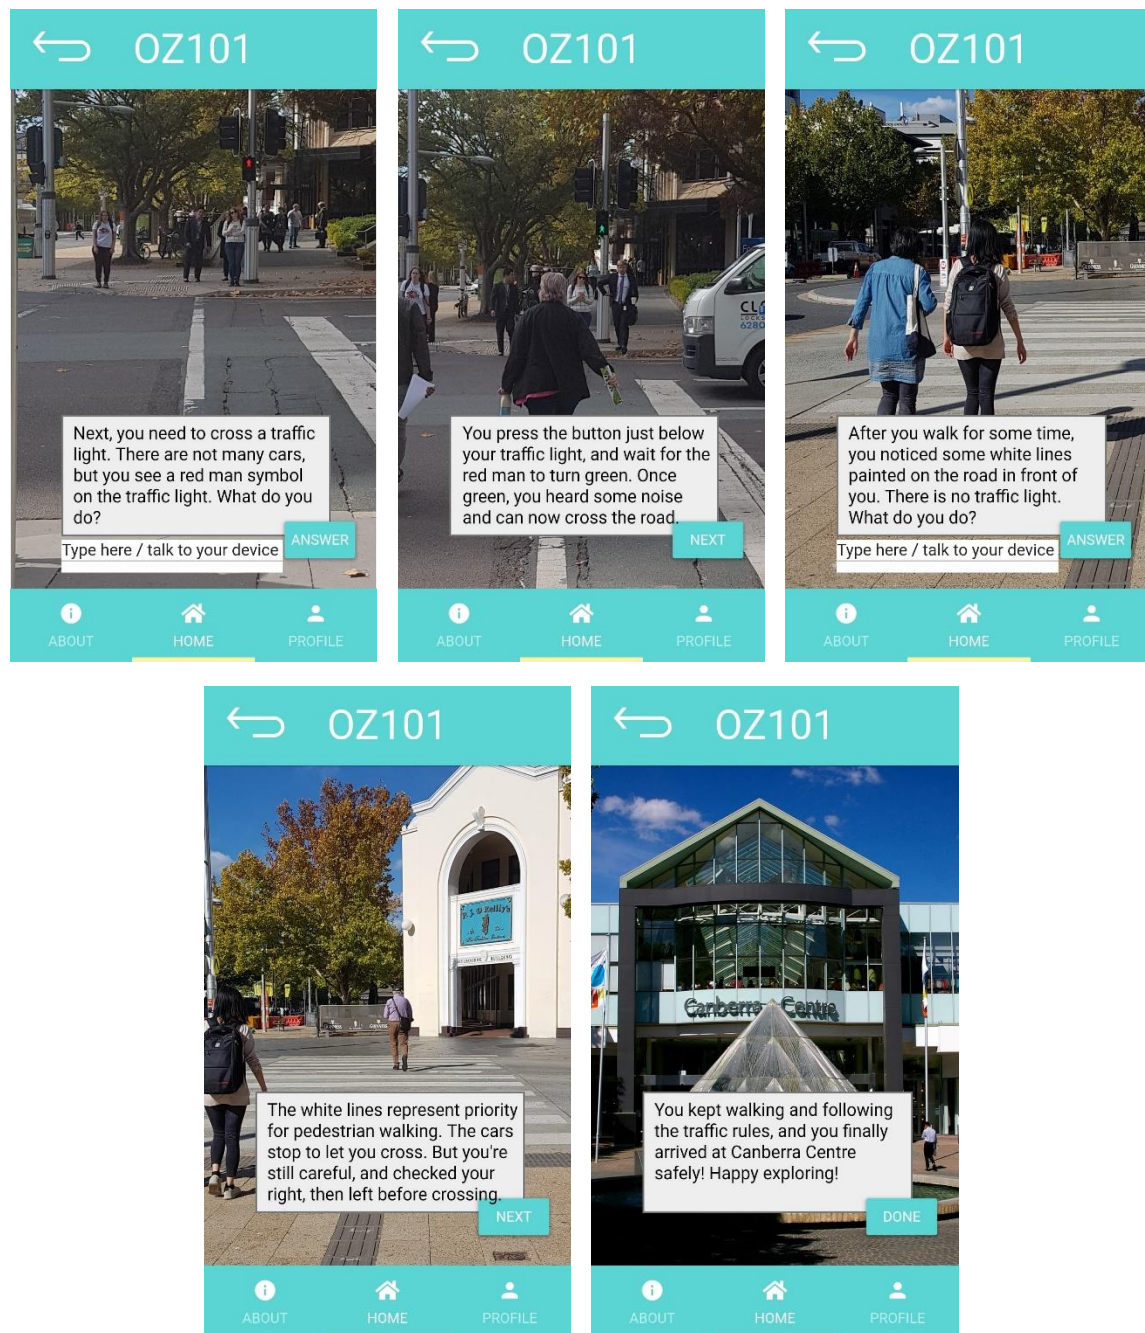 OZ101
Next, you need to cross a traffic
light. There are not many cars,
but you see a red man symbol
on the traffic light. What do you
do?
ANSWER
Type here / talk to your device
ABOUT
HOME
PROFILE
OZ101
CL
LOCKS
6280
You press the button just below
your traffic light, and wait for the
red man to turn green. Once
green, you heard some noise
and can now cross the road.
NEXT
ABOUT
HOME
PROFILE
OZ101
After you walk for some time,
you noticed some white lines
painted on the road in front of
you. There is no traffic light.
What do you do?
ANSWER
Type here / talk to your device
ABOUT
HOME
PROFILE
OZ101
GUINNESS
MELBOURNE BUILDING
The white lines represent priority
for pedestrian walking. The cars
stop to let you cross. But you're
still careful, and checked your
right, then left before crossing.
NEXT
ABOUT
HOME
PROFILE
OZ101
Canberra Centre
You kept walking and following
the traffic rules, and you finally
arrived at Canberra Centre
safely! Happy exploring!
DONE
ABOUT
HOME
PROFILE